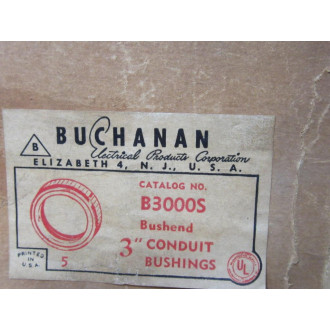 B
BUCHANAN
Electrical Products Corporation
ELIZABETH 4, N. J., U. S. A.
CATALOG NO.
B3000S
Bushend
3" CONDUIT
BUSHINGS
5
PRINTED
IN
U.S.A.
UL